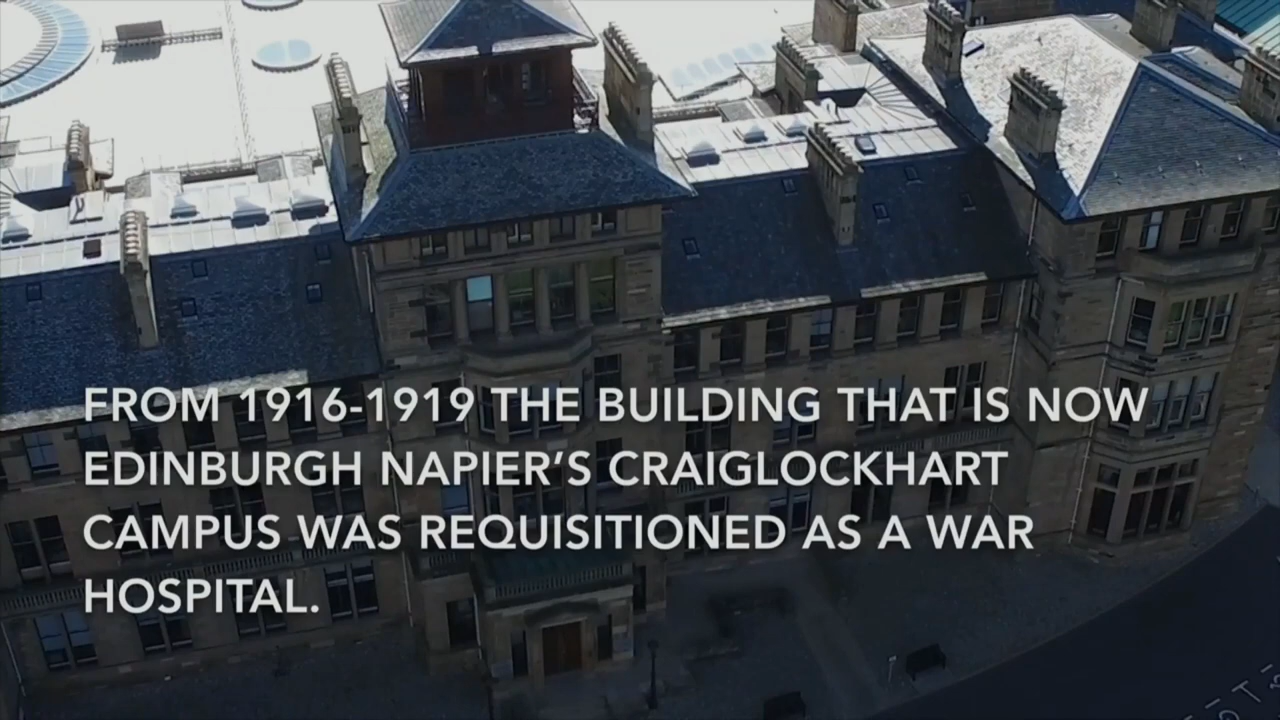 FROM 1916-1919 THE BUILDING THAT IS NOW
EDINBURGH NAPIER’S CRAIGLOCKHART
CAMPUS WAS REQUISITIONED AS A WAR
HOSPITAL.